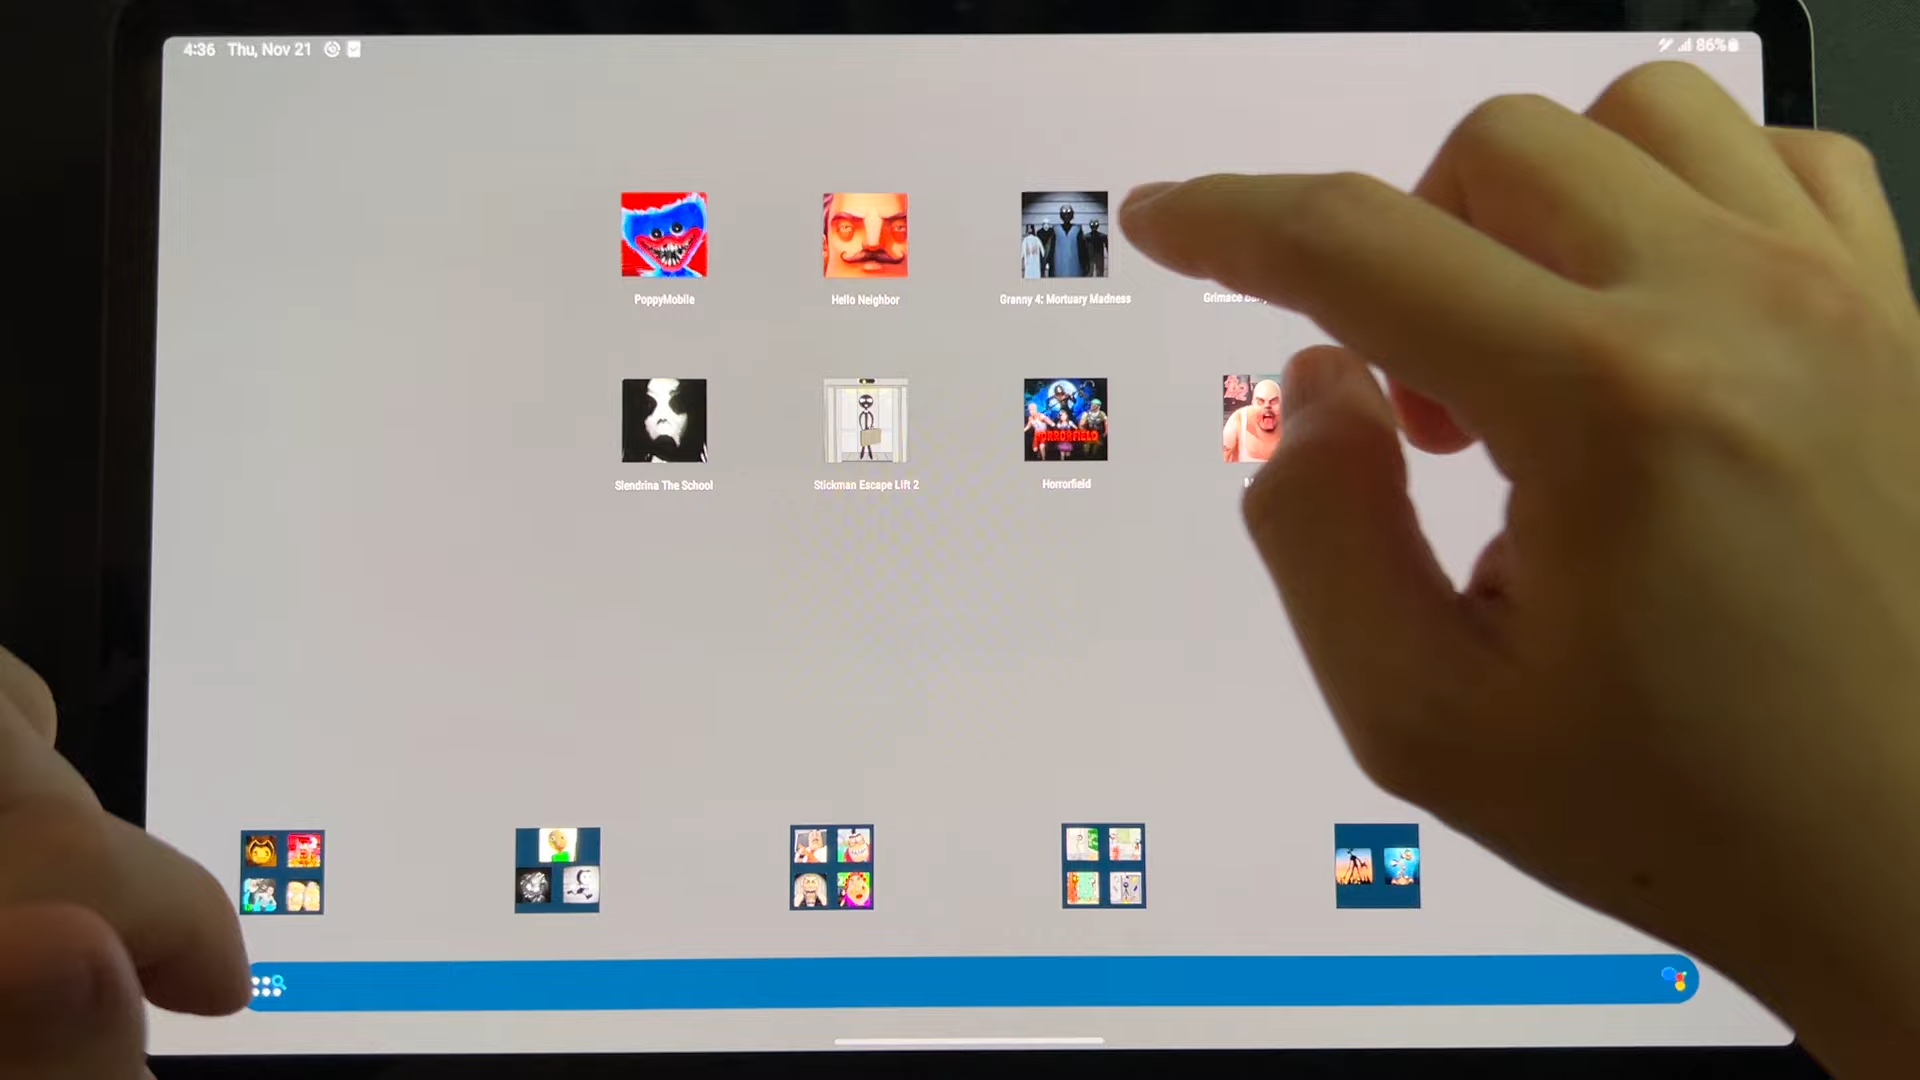 4:36 Thu, Nov 21
86%
PoppyMobile
Hello Neighbor
Granny 4: Mortuary Madness
Grimace
Slendrina The School
Stickman Escape Lift 2
Horrorfield
HORRORFIELD